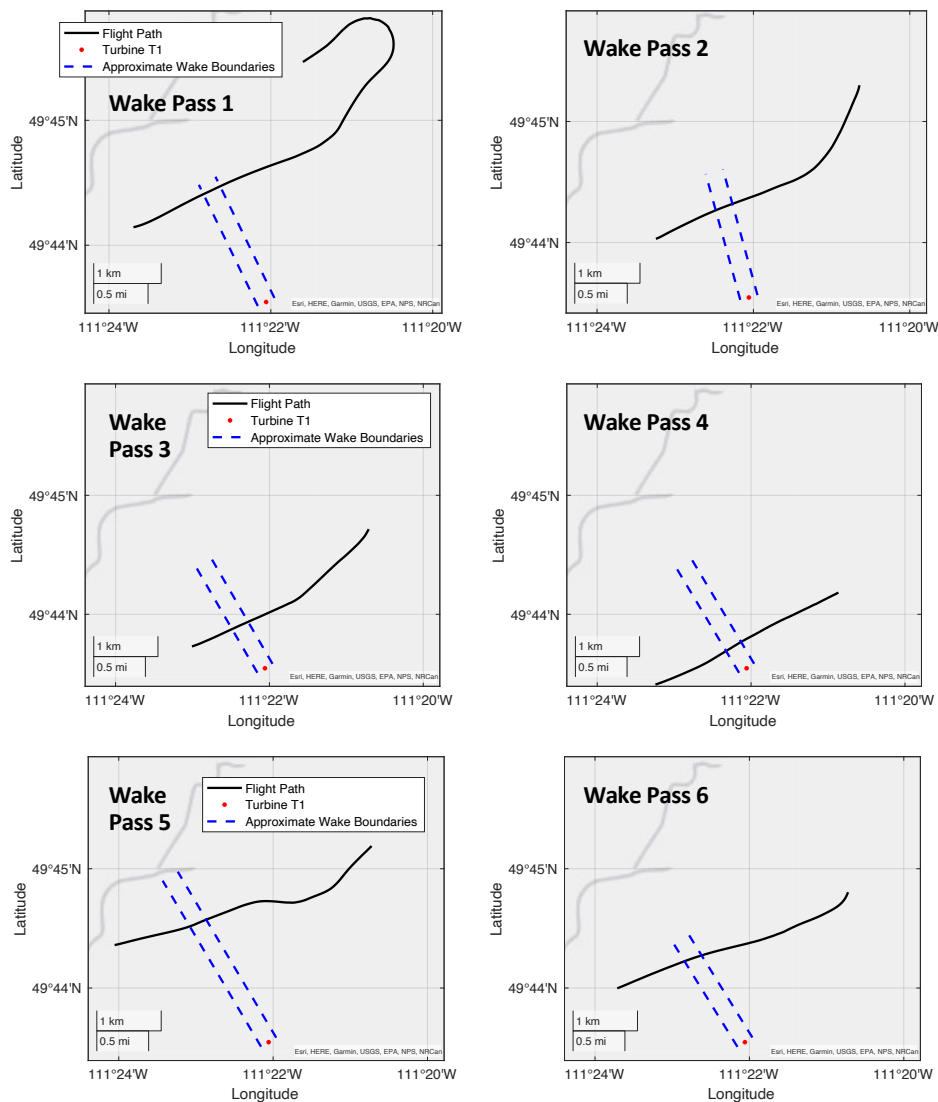 Flight Path
Turbine T1
Approximate Wake Boundaries
Wake Pass 1
49°45'N
49°44'N
Latitude
1 km
0.5 mi
Esri, HERE, Garmin, USGS, EPA, NPS, NRCan
111°24'W
111°22'W
111°20'W
Longitude
Wake Pass 2
49°45'N
49°44'N
Latitude
1 km
0.5 mi
Esri, HERE, Garmin, USGS, EPA, NPS, NRCan
111°24'W
111°22'W
111°20'W
Longitude
Wake
Pass 3
Flight Path
Turbine T1
Approximate Wake Boundaries
49°45'N
49°44'N
Latitude
1 km
0.5 mi
Esri, HERE, Garmin, USGS, EPA, NPS, NRCan
111°24'W
111°22'W
111°20'W
Longitude
Wake Pass 4
49°45'N
49°44'N
Latitude
1 km
0.5 mi
Esri, HERE, Garmin, USGS, EPA, NPS, NRCan
111°24'W
111°22'W
111°20'W
Longitude
Wake
Pass 5
Flight Path
Turbine T1
Approximate Wake Boundaries
49°45'N
49°44'N
Latitude
1 km
0.5 mi
Esri, HERE, Garmin, USGS, EPA, NPS, NRCan
111°24'W
111°22'W
111°20'W
Longitude
Wake Pass 6
49°45'N
49°44'N
Latitude
1 km
0.5 mi
Esri, HERE, Garmin, USGS, EPA, NPS, NRCan
111°24'W
111°22'W
111°20'W
Longitude